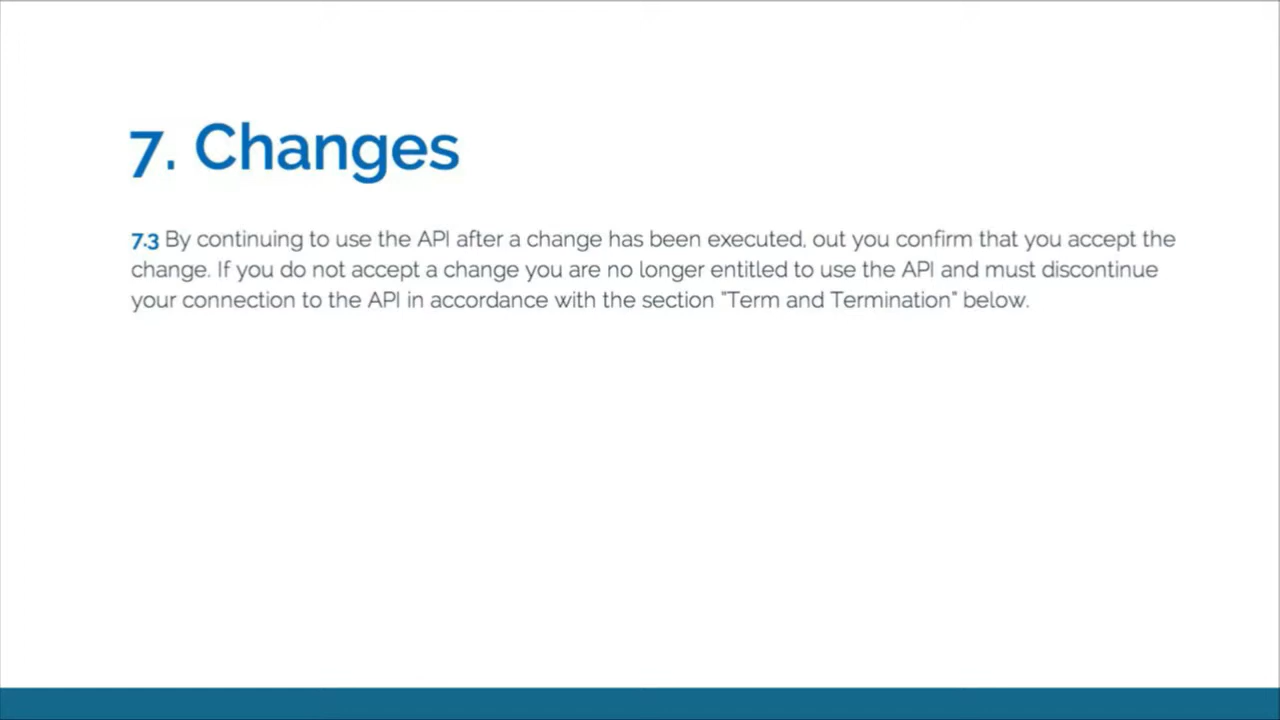 7. Changes
7.3 By continuing to use the API after a change has been executed, out you confirm that you accept the
change. If you do not accept a change you are no longer entitled to use the API and must discontinue
your connection to the API in accordance with the section "Term and Termination" below.